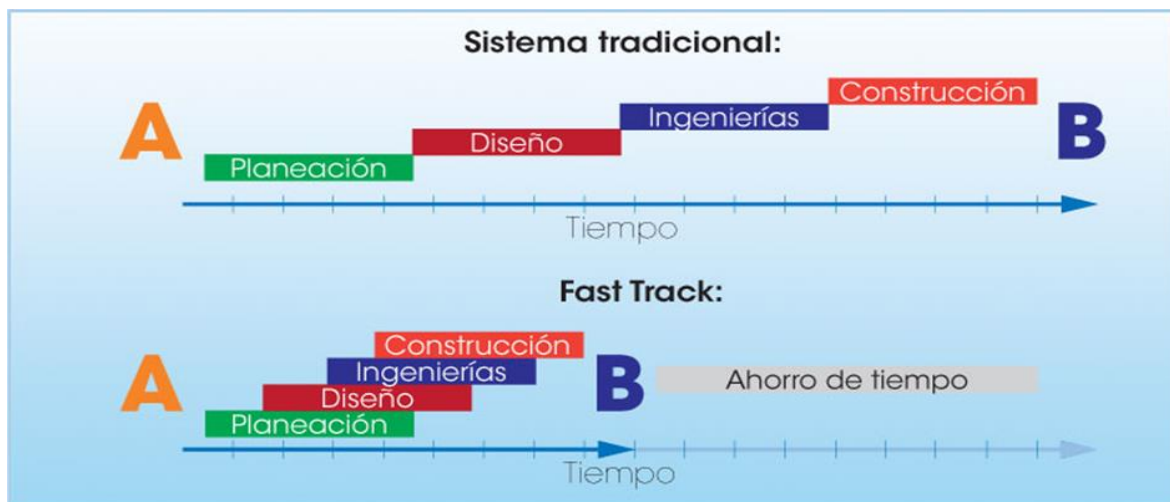 Sistema tradicional:
Construcción
Ingenierías
A
B
Diseño
Planeación
Tiempo
Fast Track:
Construcción
A
Ingenierías
B
Ahorro de tiempo
Diseño
Planeación
Tiempo